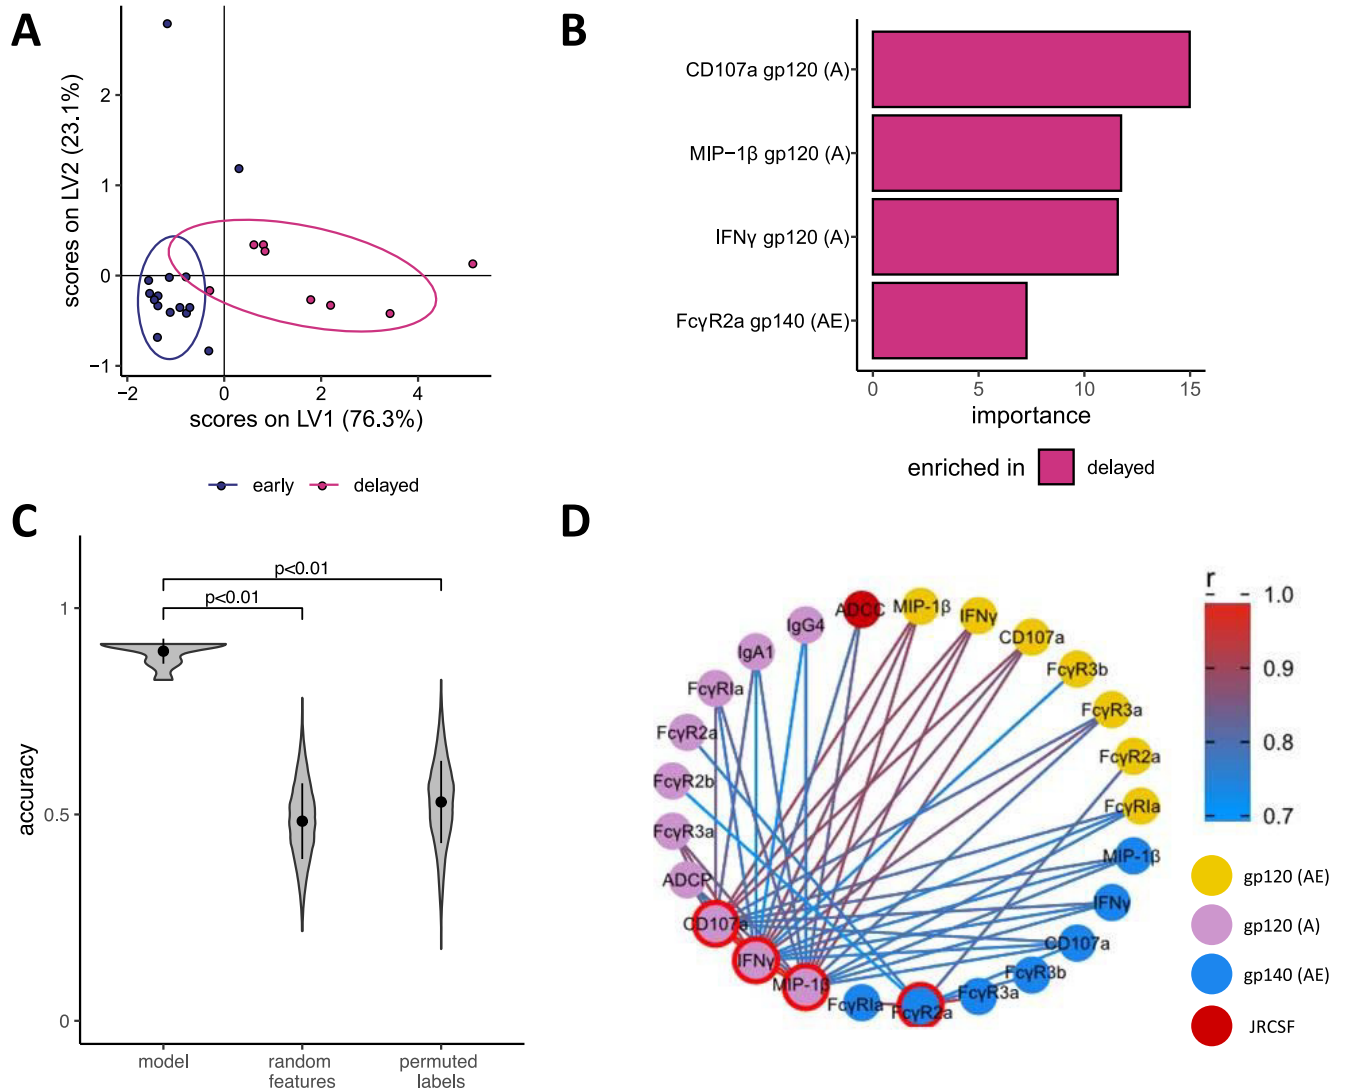 A
scores on LV2 (23.1%)
2
1
0
−1
−2
0
2
4
scores on LV1 (76.3%)
early
delayed
B
CD107a gp120 (A)
MIP−1β gp120 (A)
IFNγ gp120 (A)
FcγR2a gp140 (AE)
0
5
10
15
importance
enriched in
delayed
C
accuracy
1
0.5
0
p<0.01
p<0.01
model
random
features
permuted
labels
D
ADCC
MIP-1β
IFNγ
CD107a
FcγR3b
FcγR3a
FcγR2a
FcγRIa
MIP-1β
IFNγ
CD107a
FcγR3b
FcγR3a
FcγR2a
FcγRIa
MIP-1β
IFNγ
CD107a
ADCP
FcγR3a
FcγR2b
FcγR2a
FcγRIa
IgA1
IgG4
r
1.0
0.9
0.8
0.7
gp120 (AE)
gp120 (A)
gp140 (AE)
JRCSF